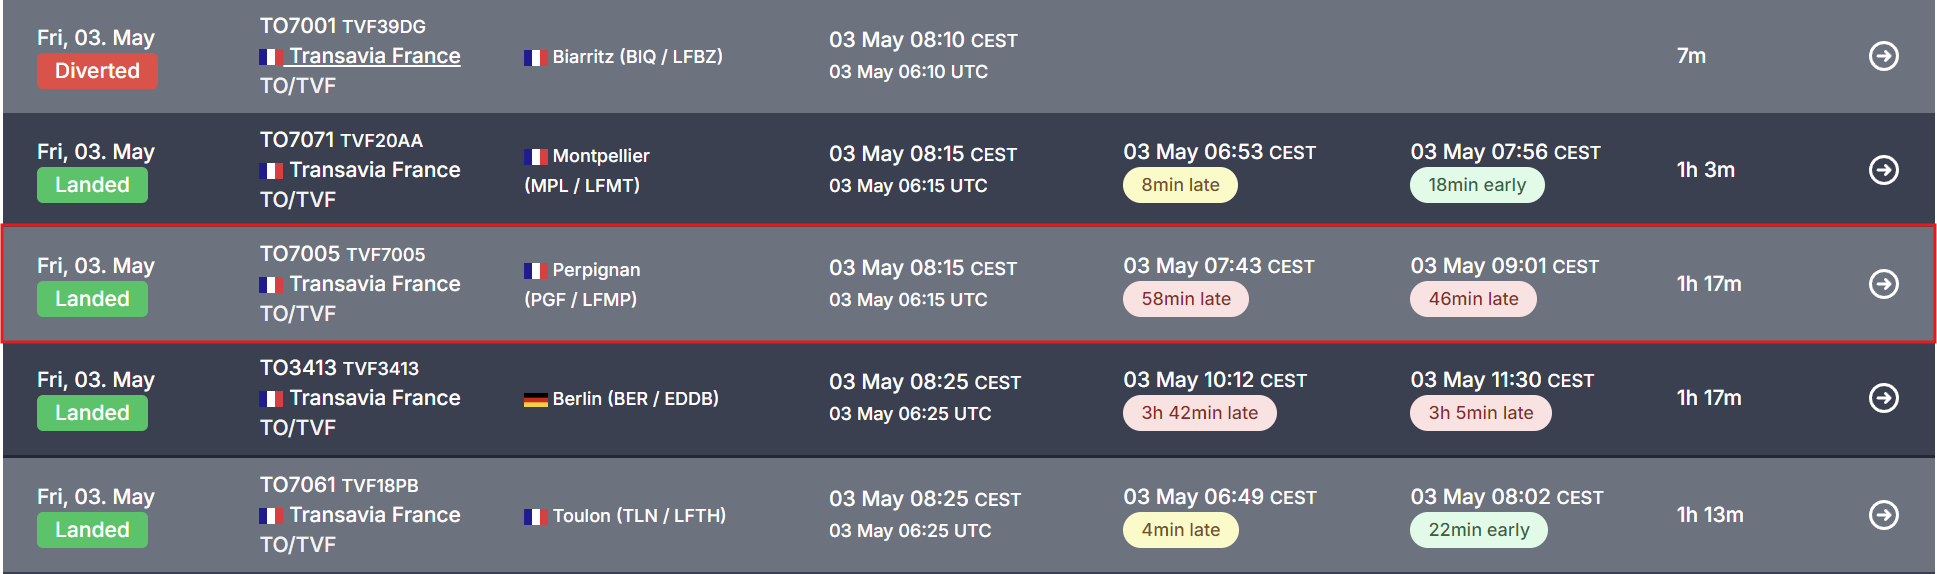 Fri, 03. May
Diverted
TO7001 TVF39DG
Transavia France
TO/TVF
Biarritz (BIQ / LFBZ)
03 May 08:10 CEST
03 May 06:10 UTC
7m
Fri, 03. May
Landed
TO7071 TVF20AA
Transavia France
TO/TVF
Montpellier
(MPL / LFMT)
03 May 08:15 CEST
03 May 06:15 UTC
03 May 06:53 CEST
8min late
03 May 07:56 CEST
18min early
1h 3m
Fri, 03. May
Landed
TO7005 TVF7005
Transavia France
TO/TVF
Perpignan
(PGF / LFMP)
03 May 08:15 CEST
03 May 06:15 UTC
03 May 07:43 CEST
58min late
03 May 09:01 CEST
46min late
1h 17m
Fri, 03. May
Landed
TO3413 TVF3413
Transavia France
TO/TVF
Berlin (BER / EDDB)
03 May 08:25 CEST
03 May 06:25 UTC
03 May 10:12 CEST
3h 42min late
03 May 11:30 CEST
3h 5min late
1h 17m
Fri, 03. May
Landed
TO7061 TVF18PB
Transavia France
TO/TVF
Toulon (TLN / LFTH)
03 May 08:25 CEST
03 May 06:25 UTC
03 May 06:49 CEST
4min late
03 May 08:02 CEST
22min early
1h 13m